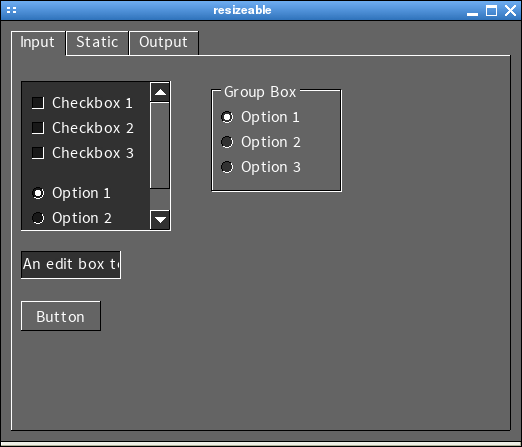 resizeable
Input Static Output
Checkbox 1
Checkbox 2
Checkbox 3
Option 1
Option 2
Group Box
Option 1
Option 2
Option 3
An edit box
Button